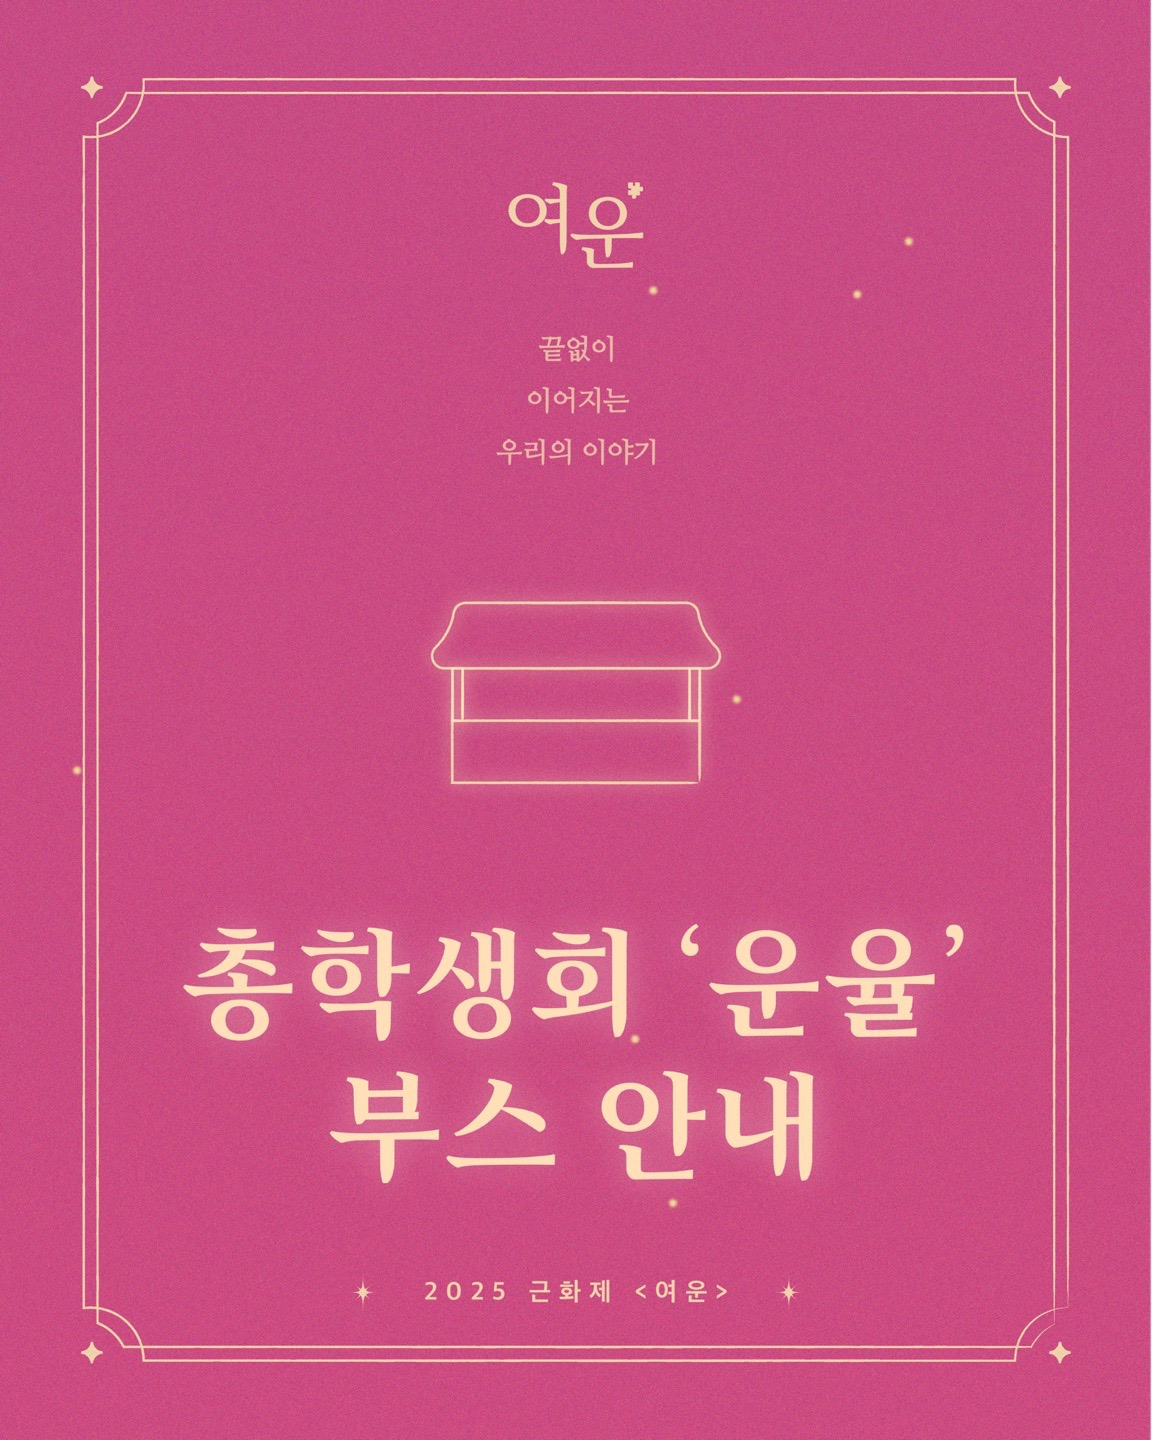 여운
끝없이
이어지는
우리의 이야기
총학생회 ‘운율’
부스 안내
2025 근화제 <여운>